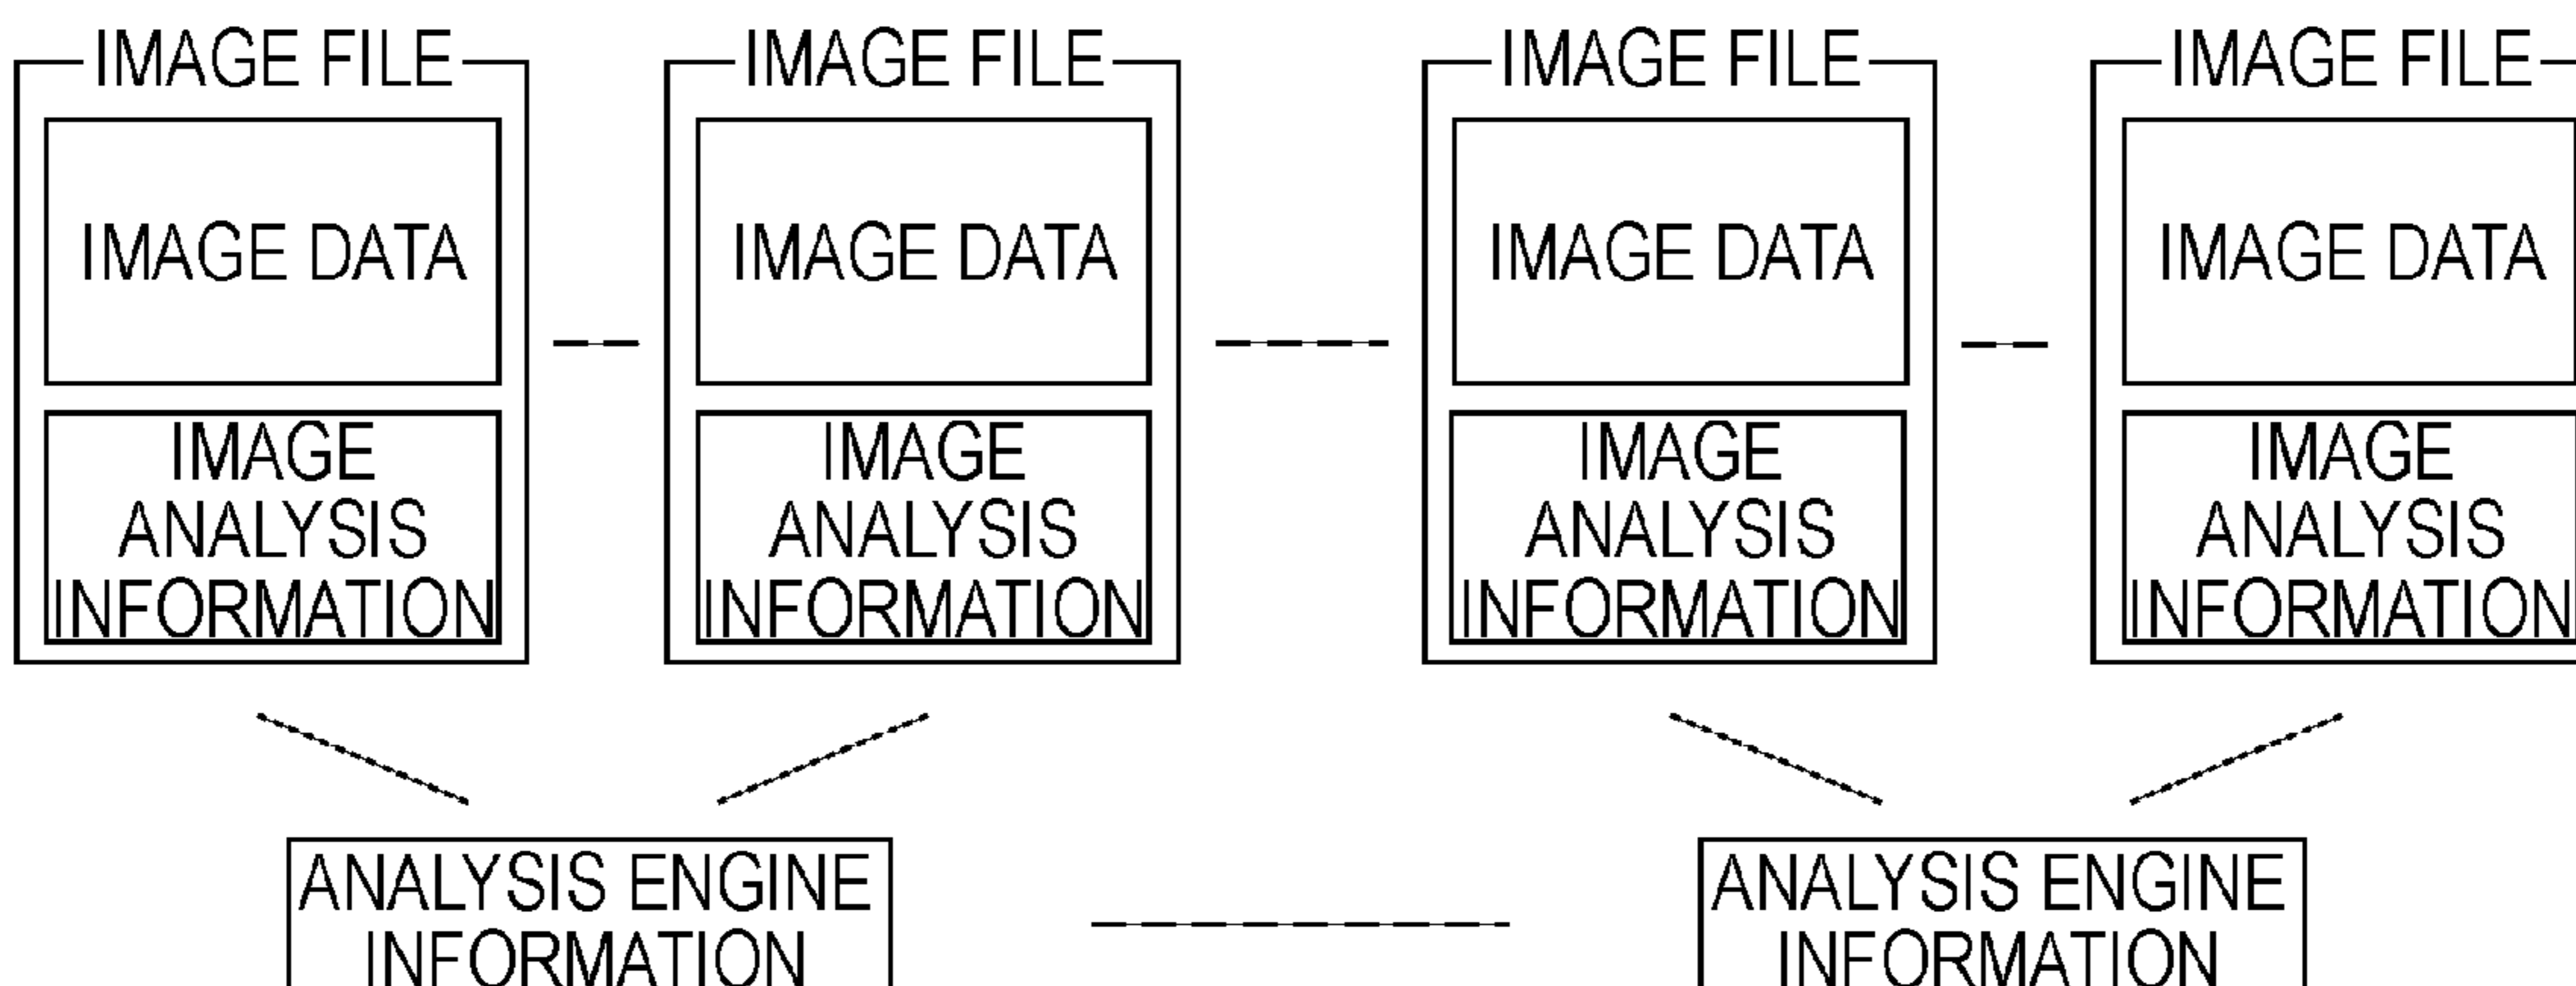 IMAGE FILE IMAGE FILE IMAGE FILE IMAGE FILE
IMAGE DATA IMAGE DATA IMAGE DATA IMAGE DATA
IMAGE IMAGE IMAGE IMAGE
ANALYSIS ANALYSIS ANALYSIS ANALYSIS
INFORMATION INFORMATION INFORMATION INFORMATION
ANALYSIS ENGINE ANALYSIS ENGINE
INFORMATION INFORMATION